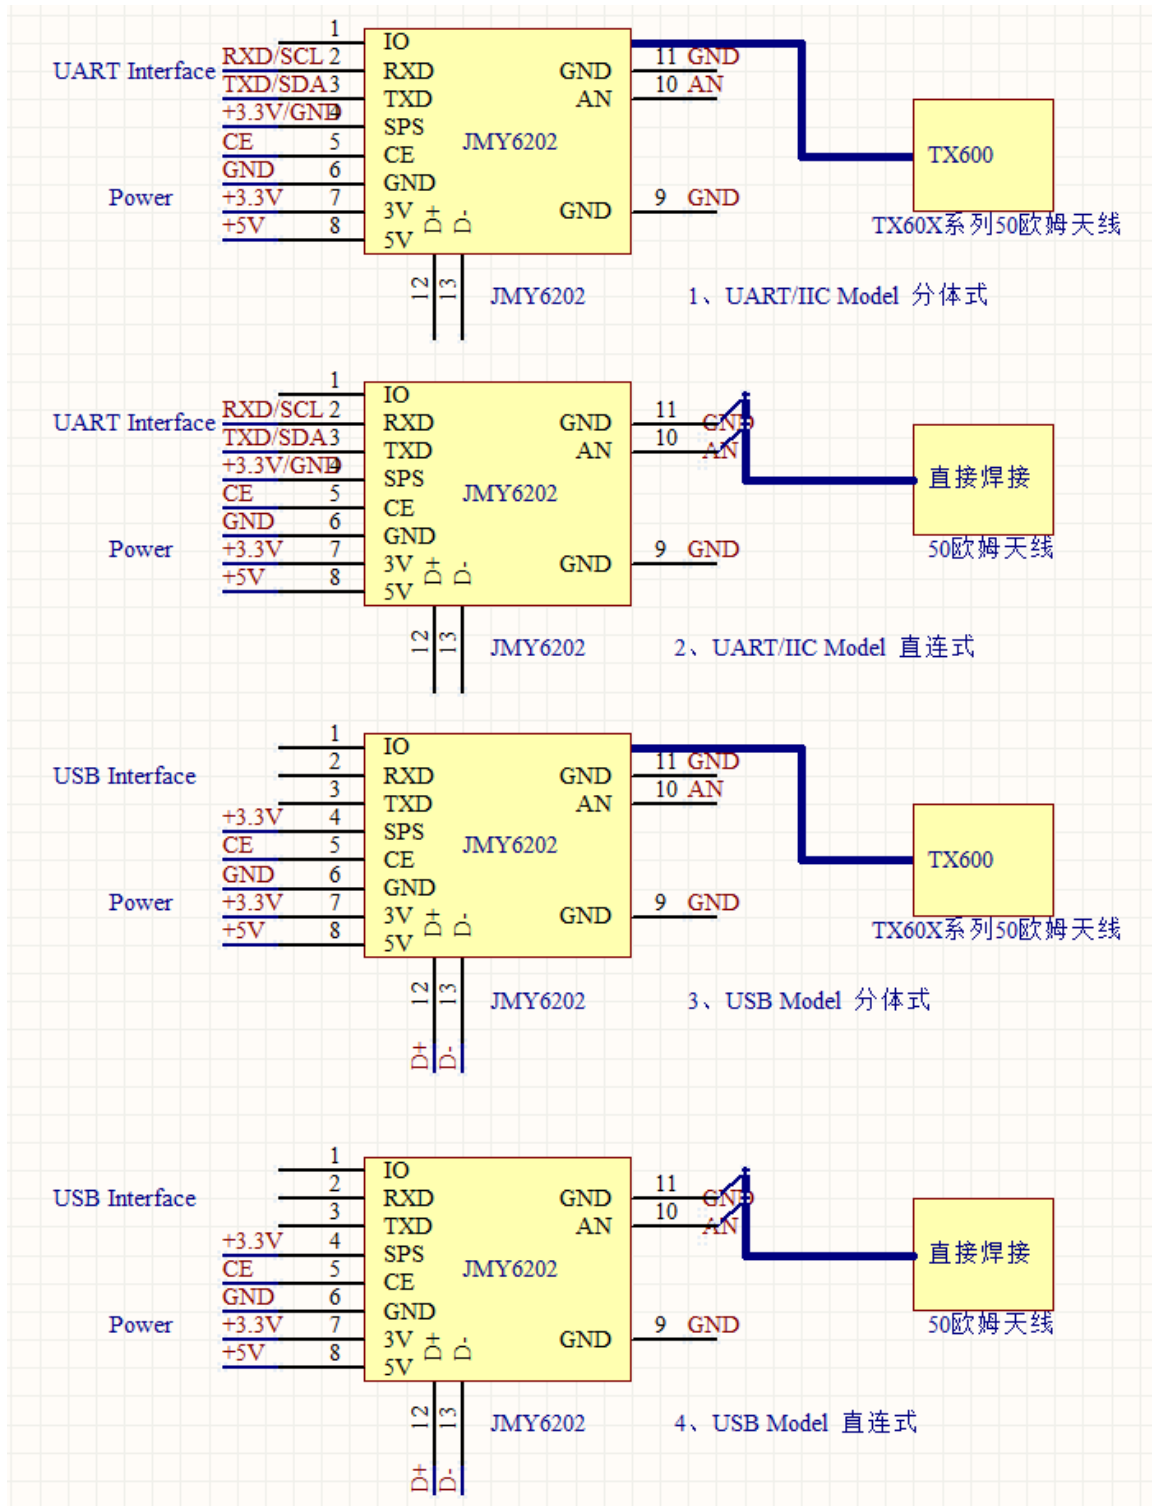 1 IO
RXD/SCL 2 RXD GND 11 GND
UART Interface
TXD/SDA 3 TXD AN 10 AN
+3.3V/GND 4 SPS
JMY6202
CE 5 CE
TX600
GND 6 GND
Power +3.3V 7 3V D+ D- GND 9 GND
+5V 8 5V
TX60X系列50欧姆天线
12 13 JMY6202 1、UART/IIC Model 分体式
1 IO
RXD/SCL 2 RXD GND 11 GND
UART Interface
TXD/SDA 3 TXD AN 10 AN
+3.3V/GND 4 SPS
直接焊接
JMY6202
CE 5 CE
GND 6 GND
50欧姆天线
Power +3.3V 7 3V D+ D- GND 9 GND
+5V 8 5V
12 13 JMY6202 2、UART/IIC Model 直连式
1 IO
USB Interface 2 RXD GND 11 GND
3 TXD AN 10 AN
+3.3V 4 SPS
JMY6202
CE 5 CE
TX600
GND 6 GND
Power +3.3V 7 3V D+ D- GND 9 GND
+5V 8 5V
TX60X系列50欧姆天线
12 13 JMY6202 3、USB Model 分体式
D+ D-
1 IO
USB Interface 2 RXD GND 11 GND
3 TXD AN 10 AN
+3.3V 4 SPS
直接焊接
JMY6202
CE 5 CE
GND 6 GND
50欧姆天线
Power +3.3V 7 3V D+ D- GND 9 GND
+5V 8 5V
12 13 JMY6202 4、USB Model 直连式
D+ D-